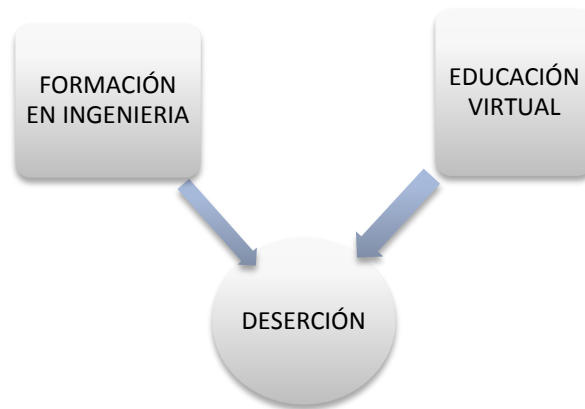 FORMACIÓN
EN INGENIERIA
EDUCACIÓN
VIRTUAL
DESERCIÓN